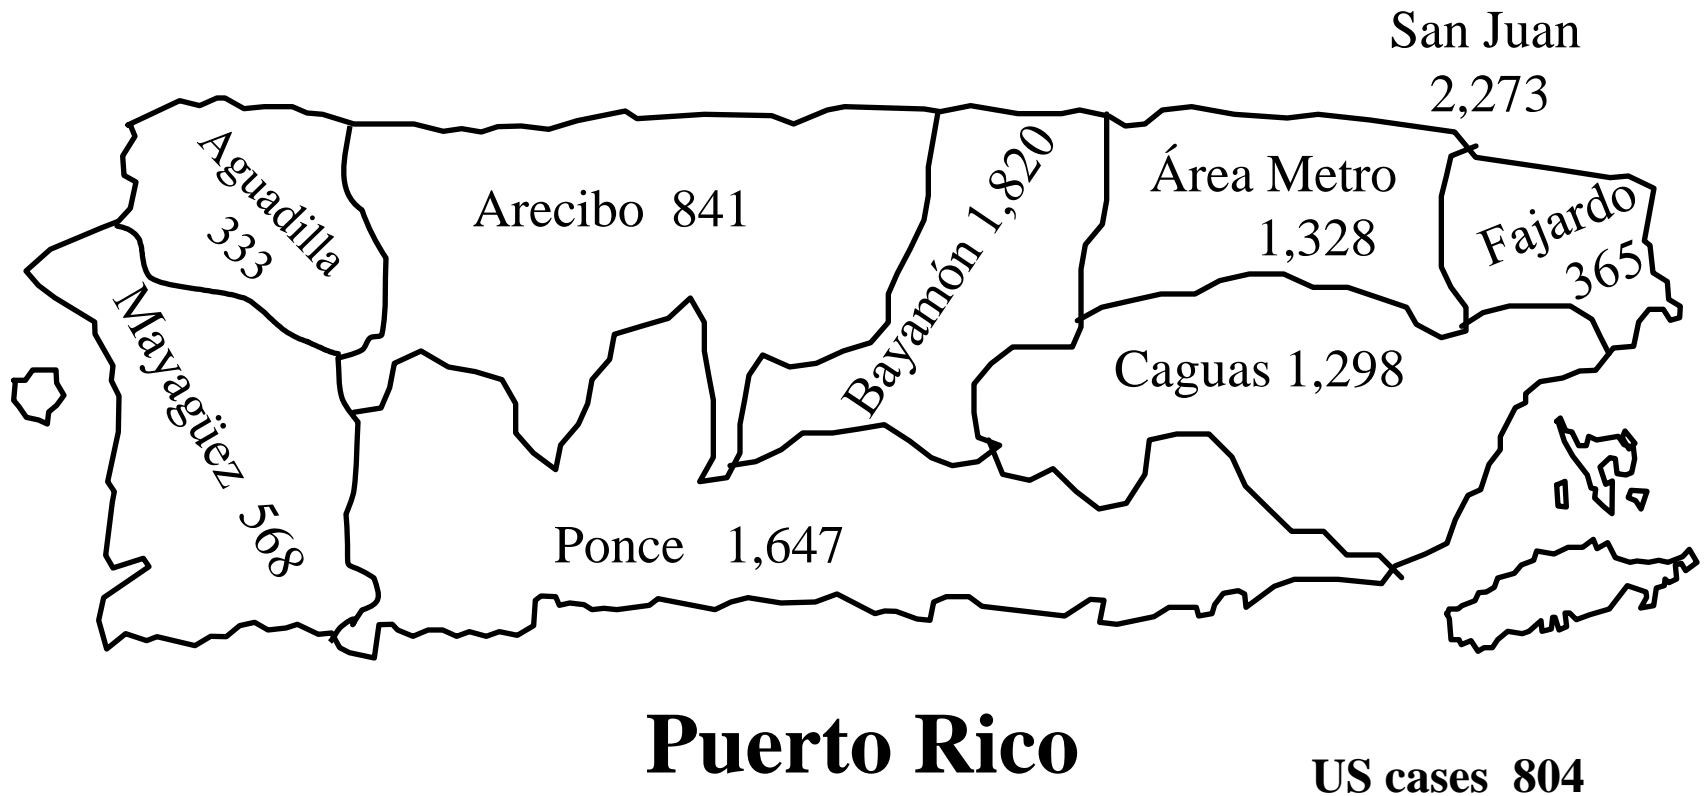 San Juan
2,273
Aguadilla
333
Arecibo 841
Bayamón 1,820
Área Metro
1,328
Fajardo
365
Mayagüez 568
Caguas 1,298
Ponce 1,647
Puerto Rico
US cases 804